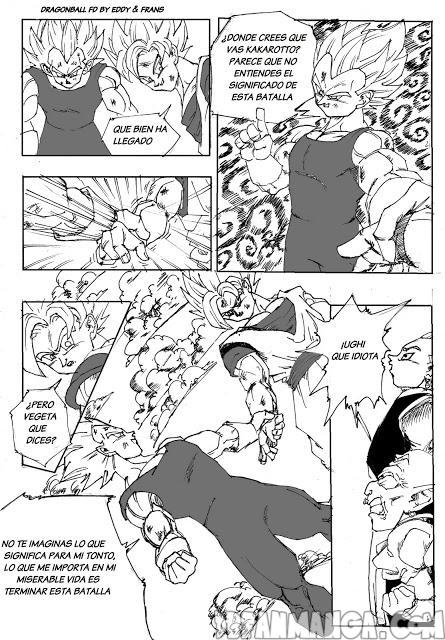 DRAGONBALL FD BY EDDY & FRANS
QUE BIEN HA
LLEGADO
¿DONDE CREES QUE
VAS KAKAROTTO?
PARECE QUE NO
ENTIENDES EL
SIGNIFICADO DE
ESTA BATALLA
¿PERO
VEGETA
QUE
DICES?
¡UGH!
QUE IDIOTA
NO TE IMAGINAS LO QUE
SIGNIFICA PARA MI TONTO,
LO QUE ME IMPORTA EN MI
MISERABLE VIDA ES
TERMINAR ESTA BATALLA